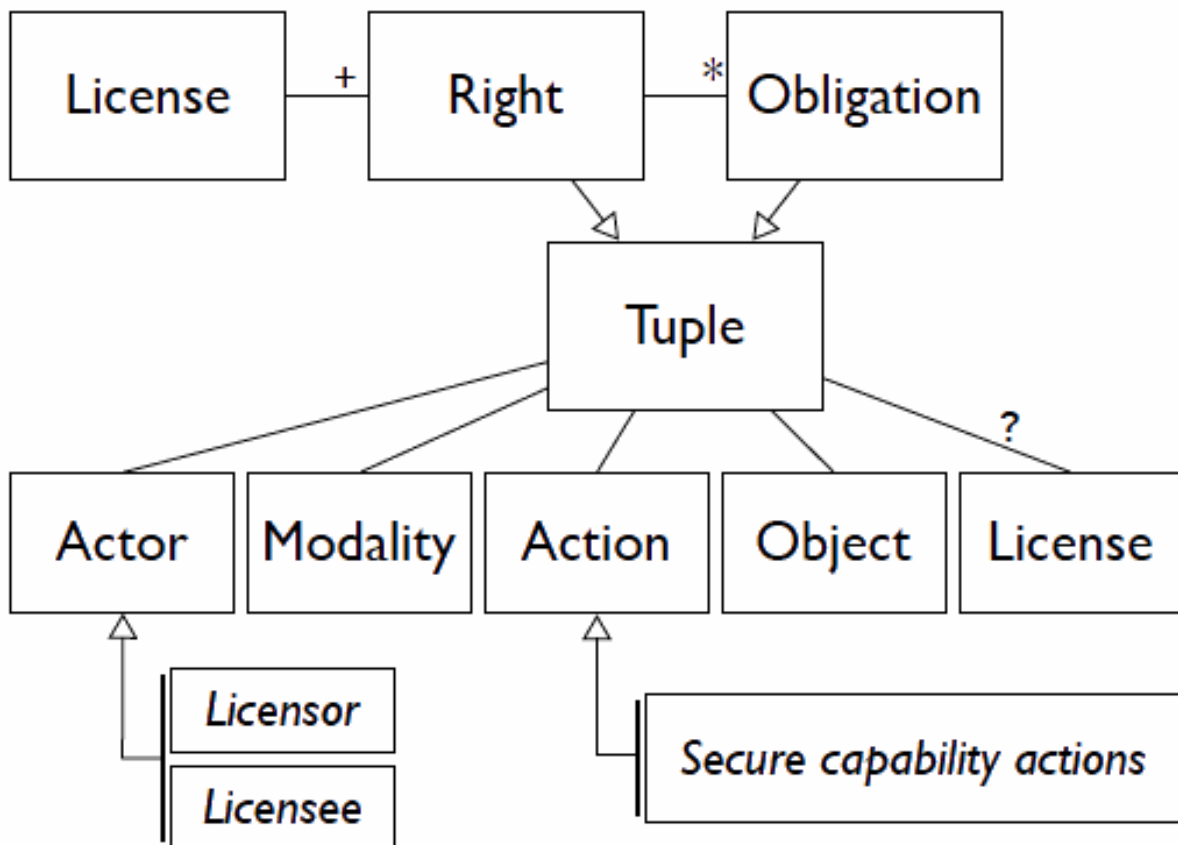 License
+
Right
*
Obligation
Tuple
?
Actor
Modality
Action
Object
License
Licensor
Licensee
Secure capability actions